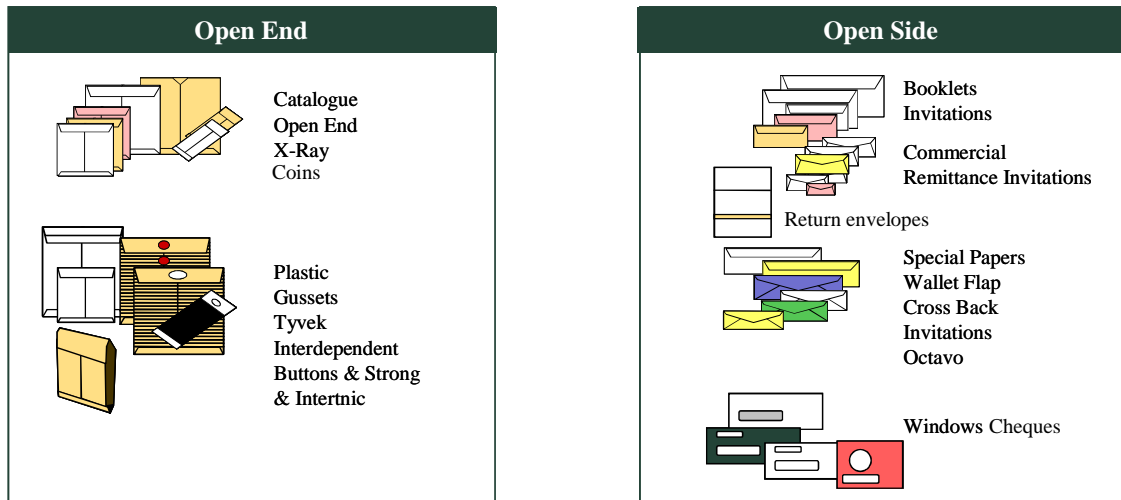 Open End
Catalogue
Open End
X-Ray
Coins
Plastic
Gussets
Tyvek
Interdependent
Buttons & Strong
& Intertnic
Open Side
Booklets
Invitations
Commercial
Remittance Invitations
Return envelopes
Special Papers
Wallet Flap
Cross Back
Invitations
Octavo
Windows Cheques